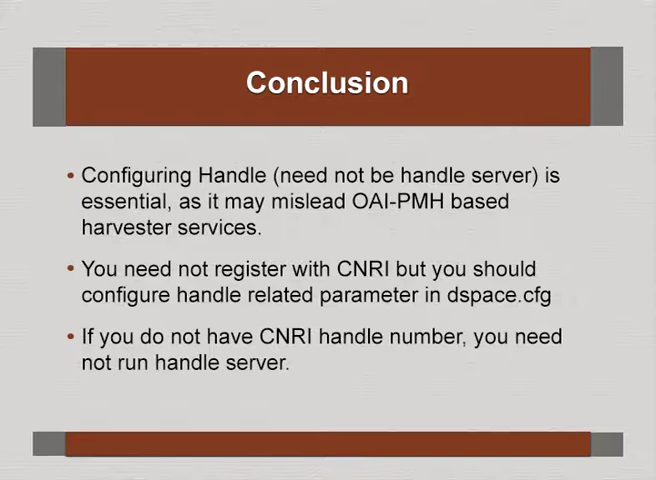 Conclusion
• Configuring Handle (need not be handle server) is
essential, as it may mislead OAI-PMH based
harvester services.
• You need not register with CNRI but you should
configure handle related parameter in dspace.cfg
• If you do not have CNRI handle number, you need
not run handle server.